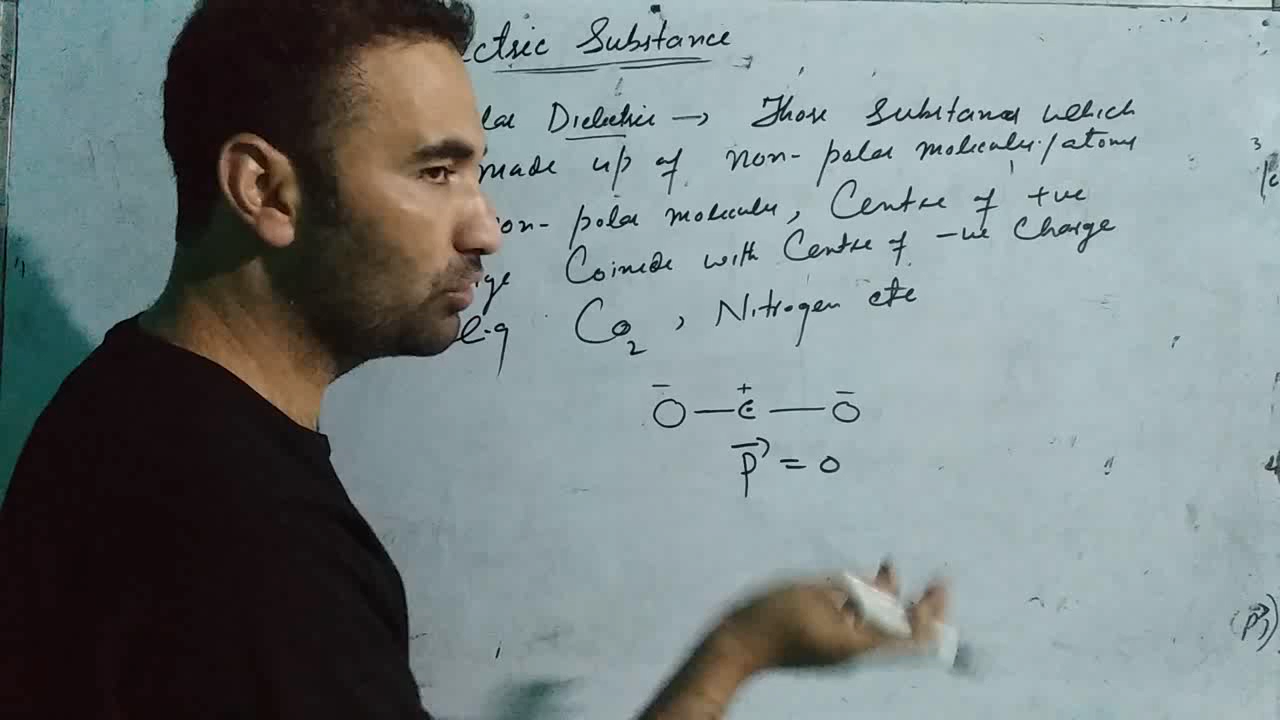 ctric Substance
lar Dielectric → Those Substances which
made up of non-polar molecules/atoms
on-polar molecules, Centre of +ve
ge Coincide with Centre of -ve Charge
e.g CO2, Nitrogen etc
- + -
O — C — O
p⃗ = 0
(p⃗)